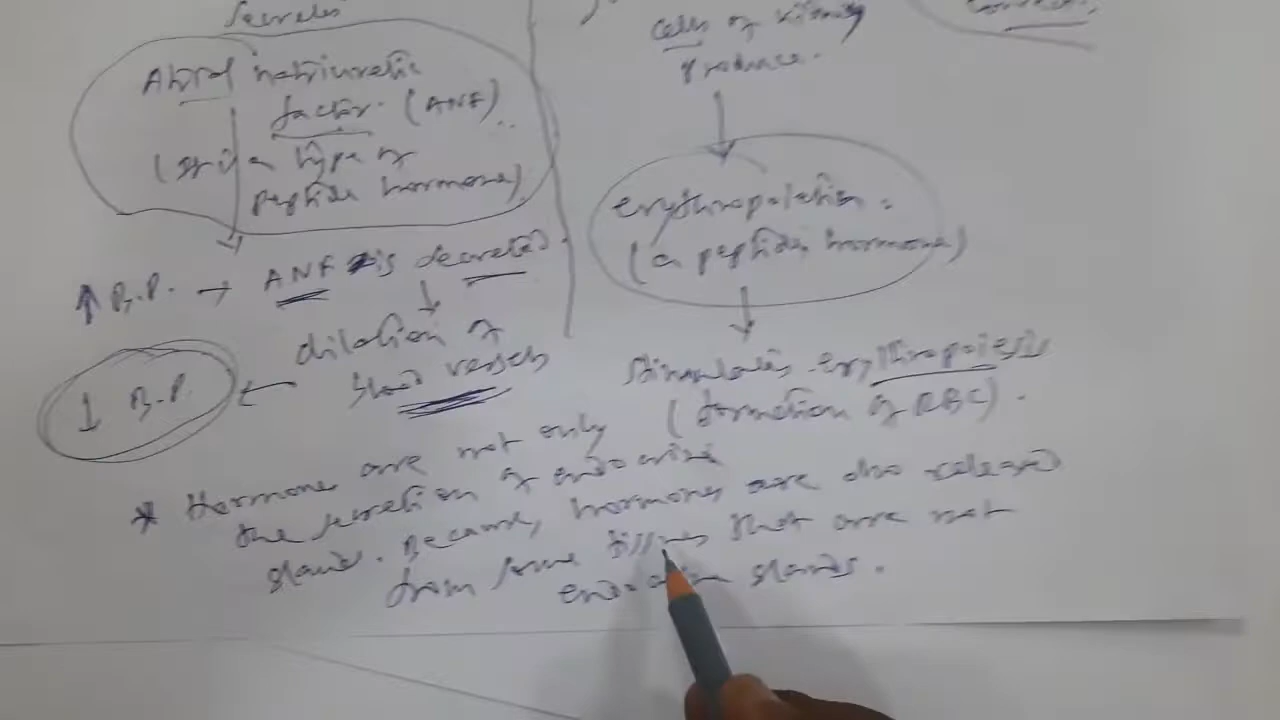 Secretes
Atrial natriuretic
factor. (ANF)
(It is a type of
peptide hormone)
↑ B.P. → ANF is secreted.
dilation of
blood vessels
↓ B.P.
cells of kidney
produce.
erythropoietin.
(a peptide hormone)
Stimulates erythropoiesis
(formation of RBC).
* Hormones are not only
the secretion of endocrine
gland. Because, hormones are also released
from some tissues that are not
endocrine glands.